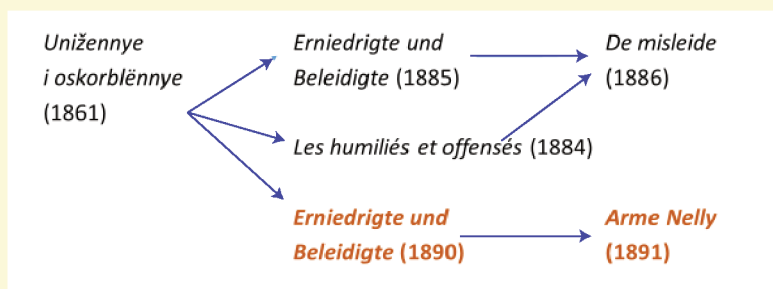 Unižennye
i oskorblënnye
(1861)
Erniedrigte und
Beleidigte (1885)
De misleide
(1886)
Les humiliés et offensés (1884)
Erniedrigte und
Beleidigte (1890)
Arme Nelly
(1891)